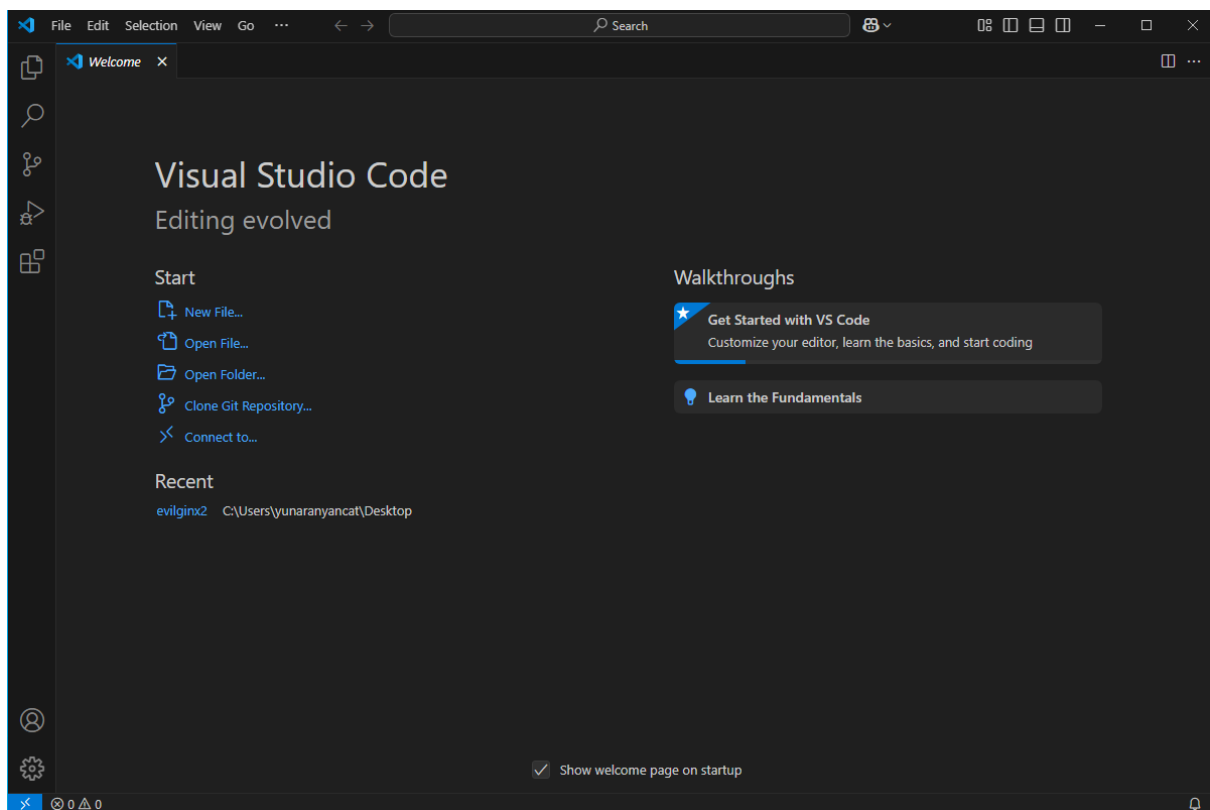 File Edit Selection View Go ··· Search
Welcome
Visual Studio Code
Editing evolved
Start
New File...
Open File...
Open Folder...
Clone Git Repository...
Connect to...
Recent
evilginx2 C:\Users\yunaranyancat\Desktop
Walkthroughs
Get Started with VS Code
Customize your editor, learn the basics, and start coding
Learn the Fundamentals
Show welcome page on startup
0 0